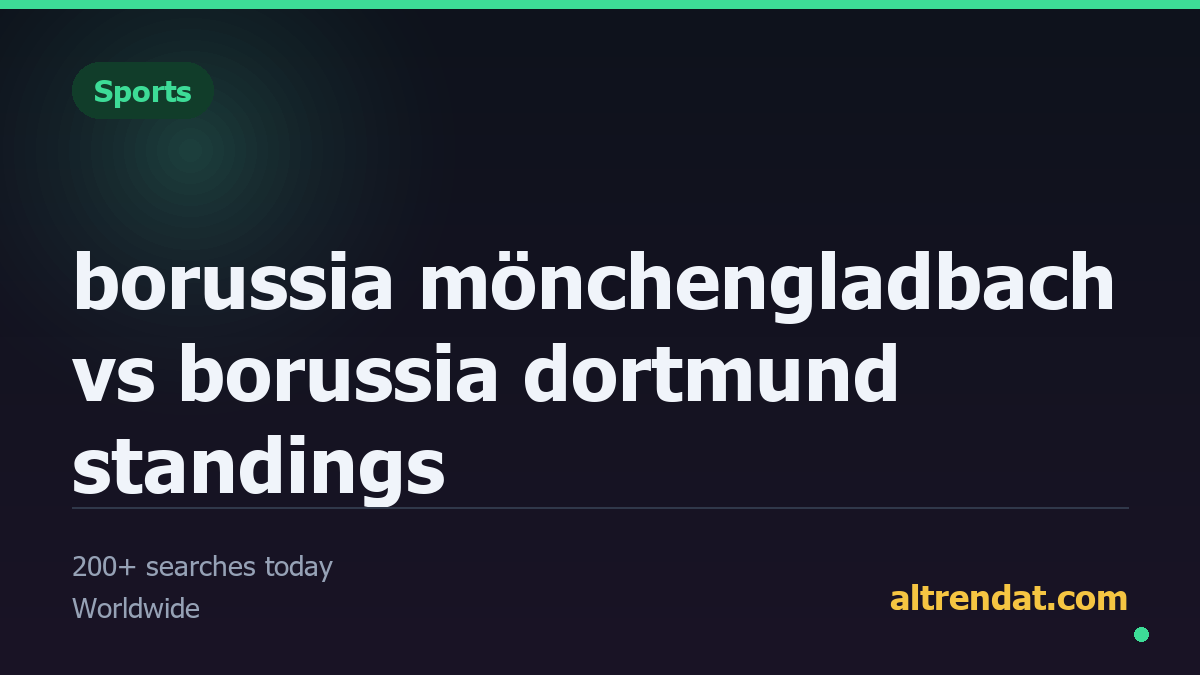 Sports
borussia mönchengladbach
vs borussia dortmund
standings
200+ searches today
Worldwide
altrendat.com